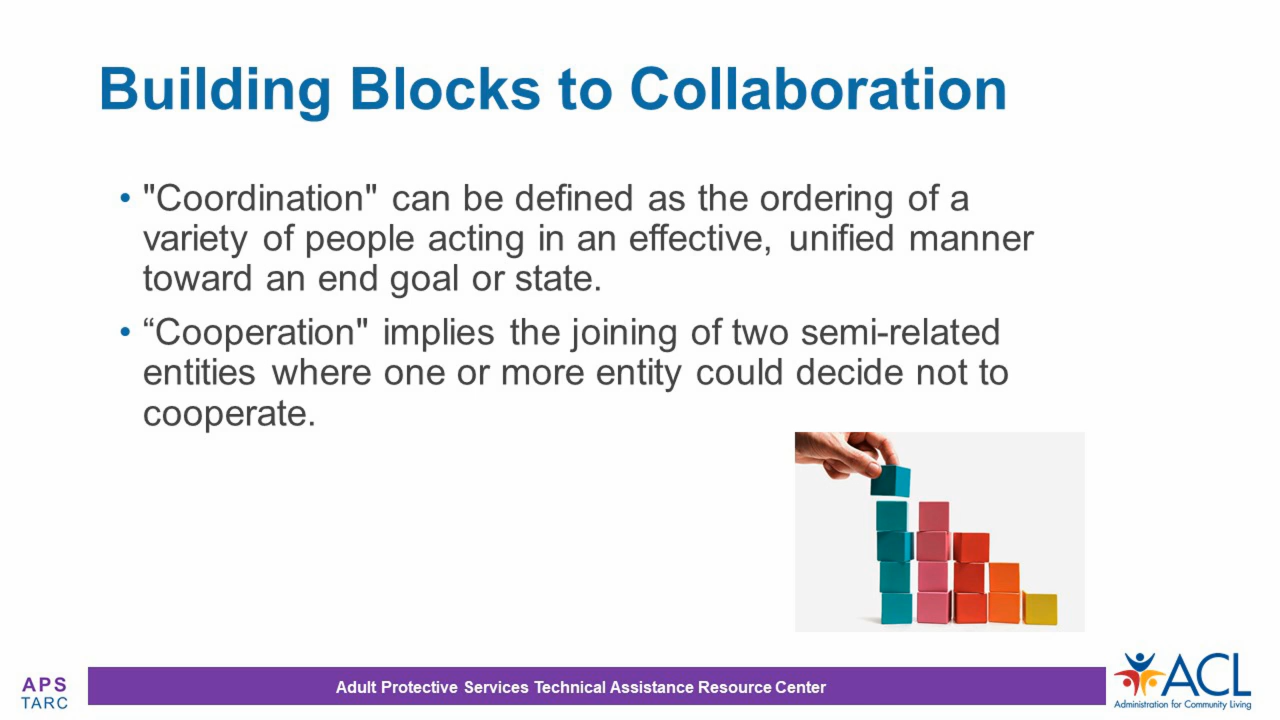 Building Blocks to Collaboration
• "Coordination" can be defined as the ordering of a
variety of people acting in an effective, unified manner
toward an end goal or state.
• “Cooperation" implies the joining of two semi-related
entities where one or more entity could decide not to
cooperate.
APS
TARC
Adult Protective Services Technical Assistance Resource Center
ACL
Administration for Community Living